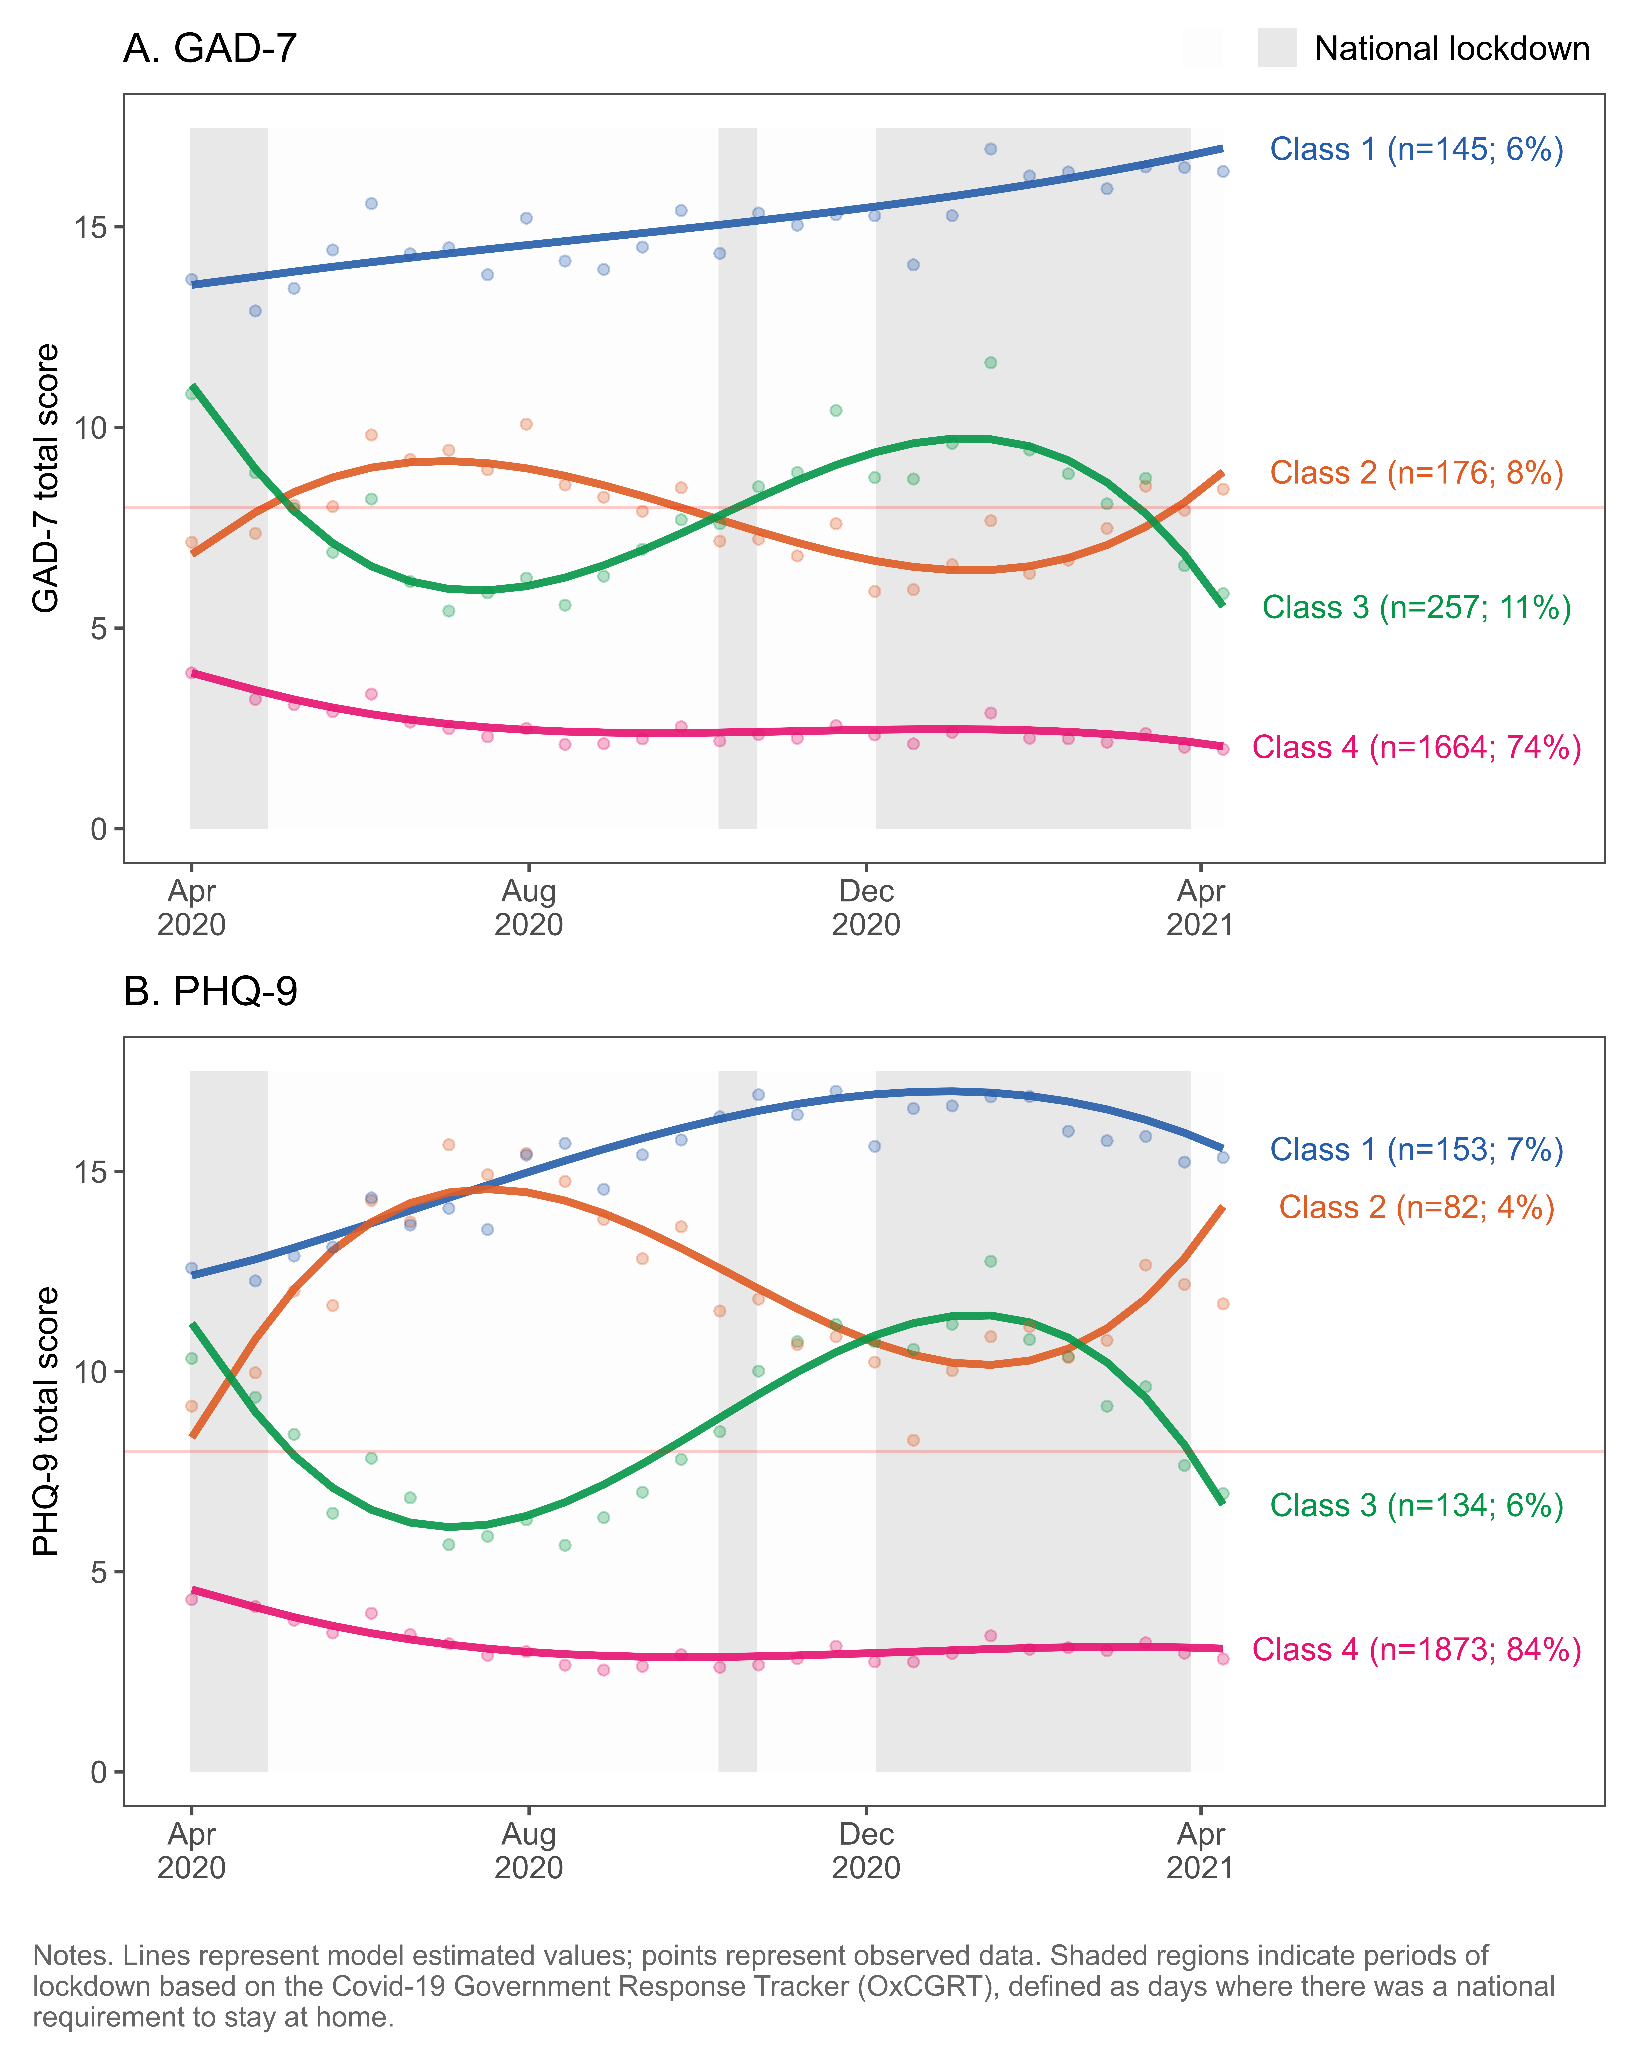 A. GAD-7
National lockdown
GAD-7 total score
15
10
5
0
Class 1 (n=145; 6%)
Class 2 (n=176; 8%)
Class 3 (n=257; 11%)
Class 4 (n=1664; 74%)
Apr
2020
Aug
2020
Dec
2020
Apr
2021
B. PHQ-9
PHQ-9 total score
15
10
5
0
Class 1 (n=153; 7%)
Class 2 (n=82; 4%)
Class 3 (n=134; 6%)
Class 4 (n=1873; 84%)
Apr
2020
Aug
2020
Dec
2020
Apr
2021
Notes. Lines represent model estimated values; points represent observed data. Shaded regions indicate periods of
lockdown based on the Covid-19 Government Response Tracker (OxCGRT), defined as days where there was a national
requirement to stay at home.